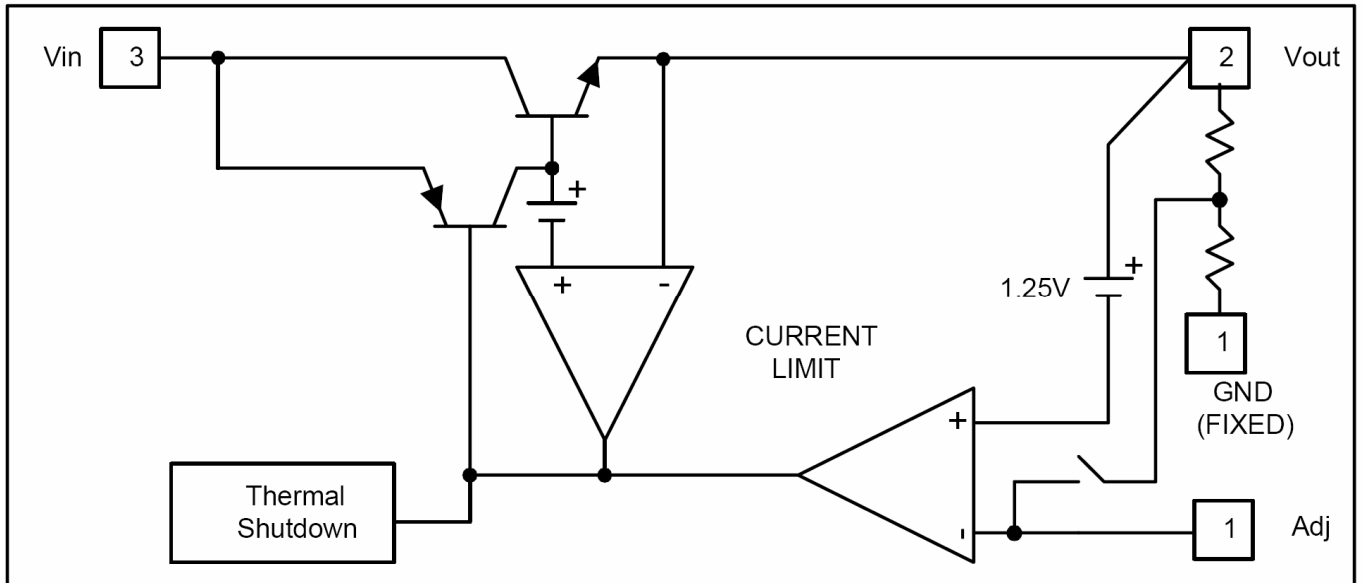 Vin
3
2
Vout
+
+
-
1.25V
+
1
GND
(FIXED)
CURRENT
LIMIT
+
-
Thermal
Shutdown
1
Adj